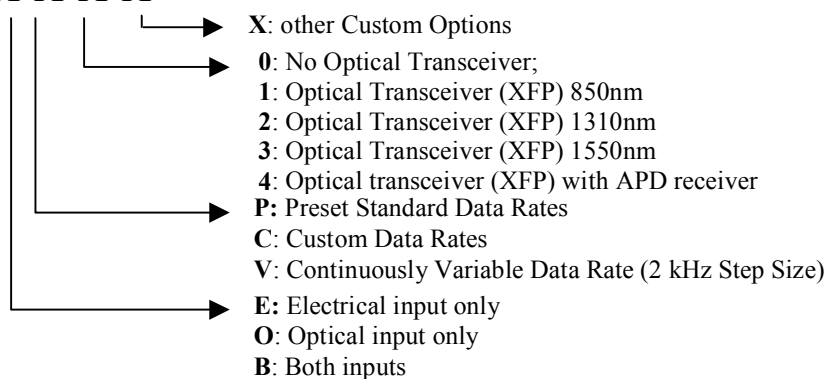 X: other Custom Options
0: No Optical Transceiver;
1: Optical Transceiver (XFP) 850nm
2: Optical Transceiver (XFP) 1310nm
3: Optical Transceiver (XFP) 1550nm
4: Optical transceiver (XFP) with APD receiver
P: Preset Standard Data Rates
C: Custom Data Rates
V: Continuously Variable Data Rate (2 kHz Step Size)
E: Electrical input only
O: Optical input only
B: Both inputs